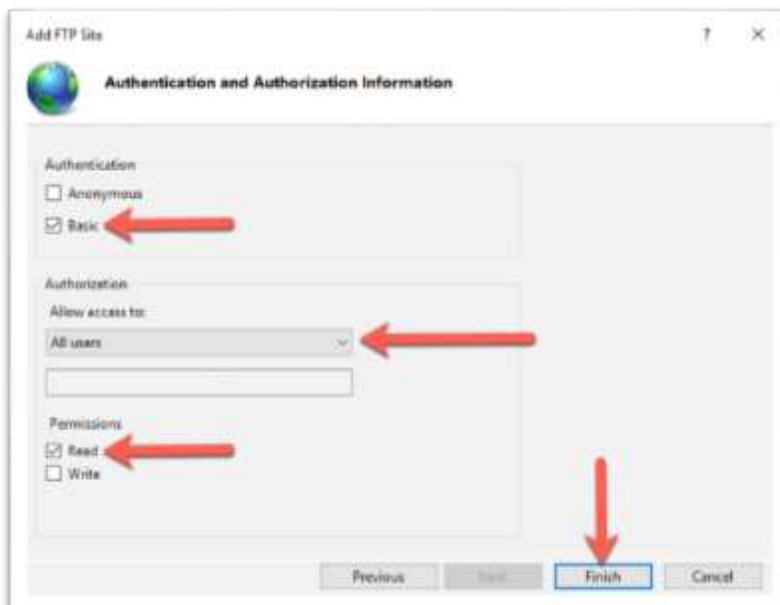 Add FTP Site ? ×
Authentication and Authorization Information
Authentication
Anonymous
Basic
Authorization
Allow access to:
All users
Permissions
Read
Write
Previous Next Finish Cancel